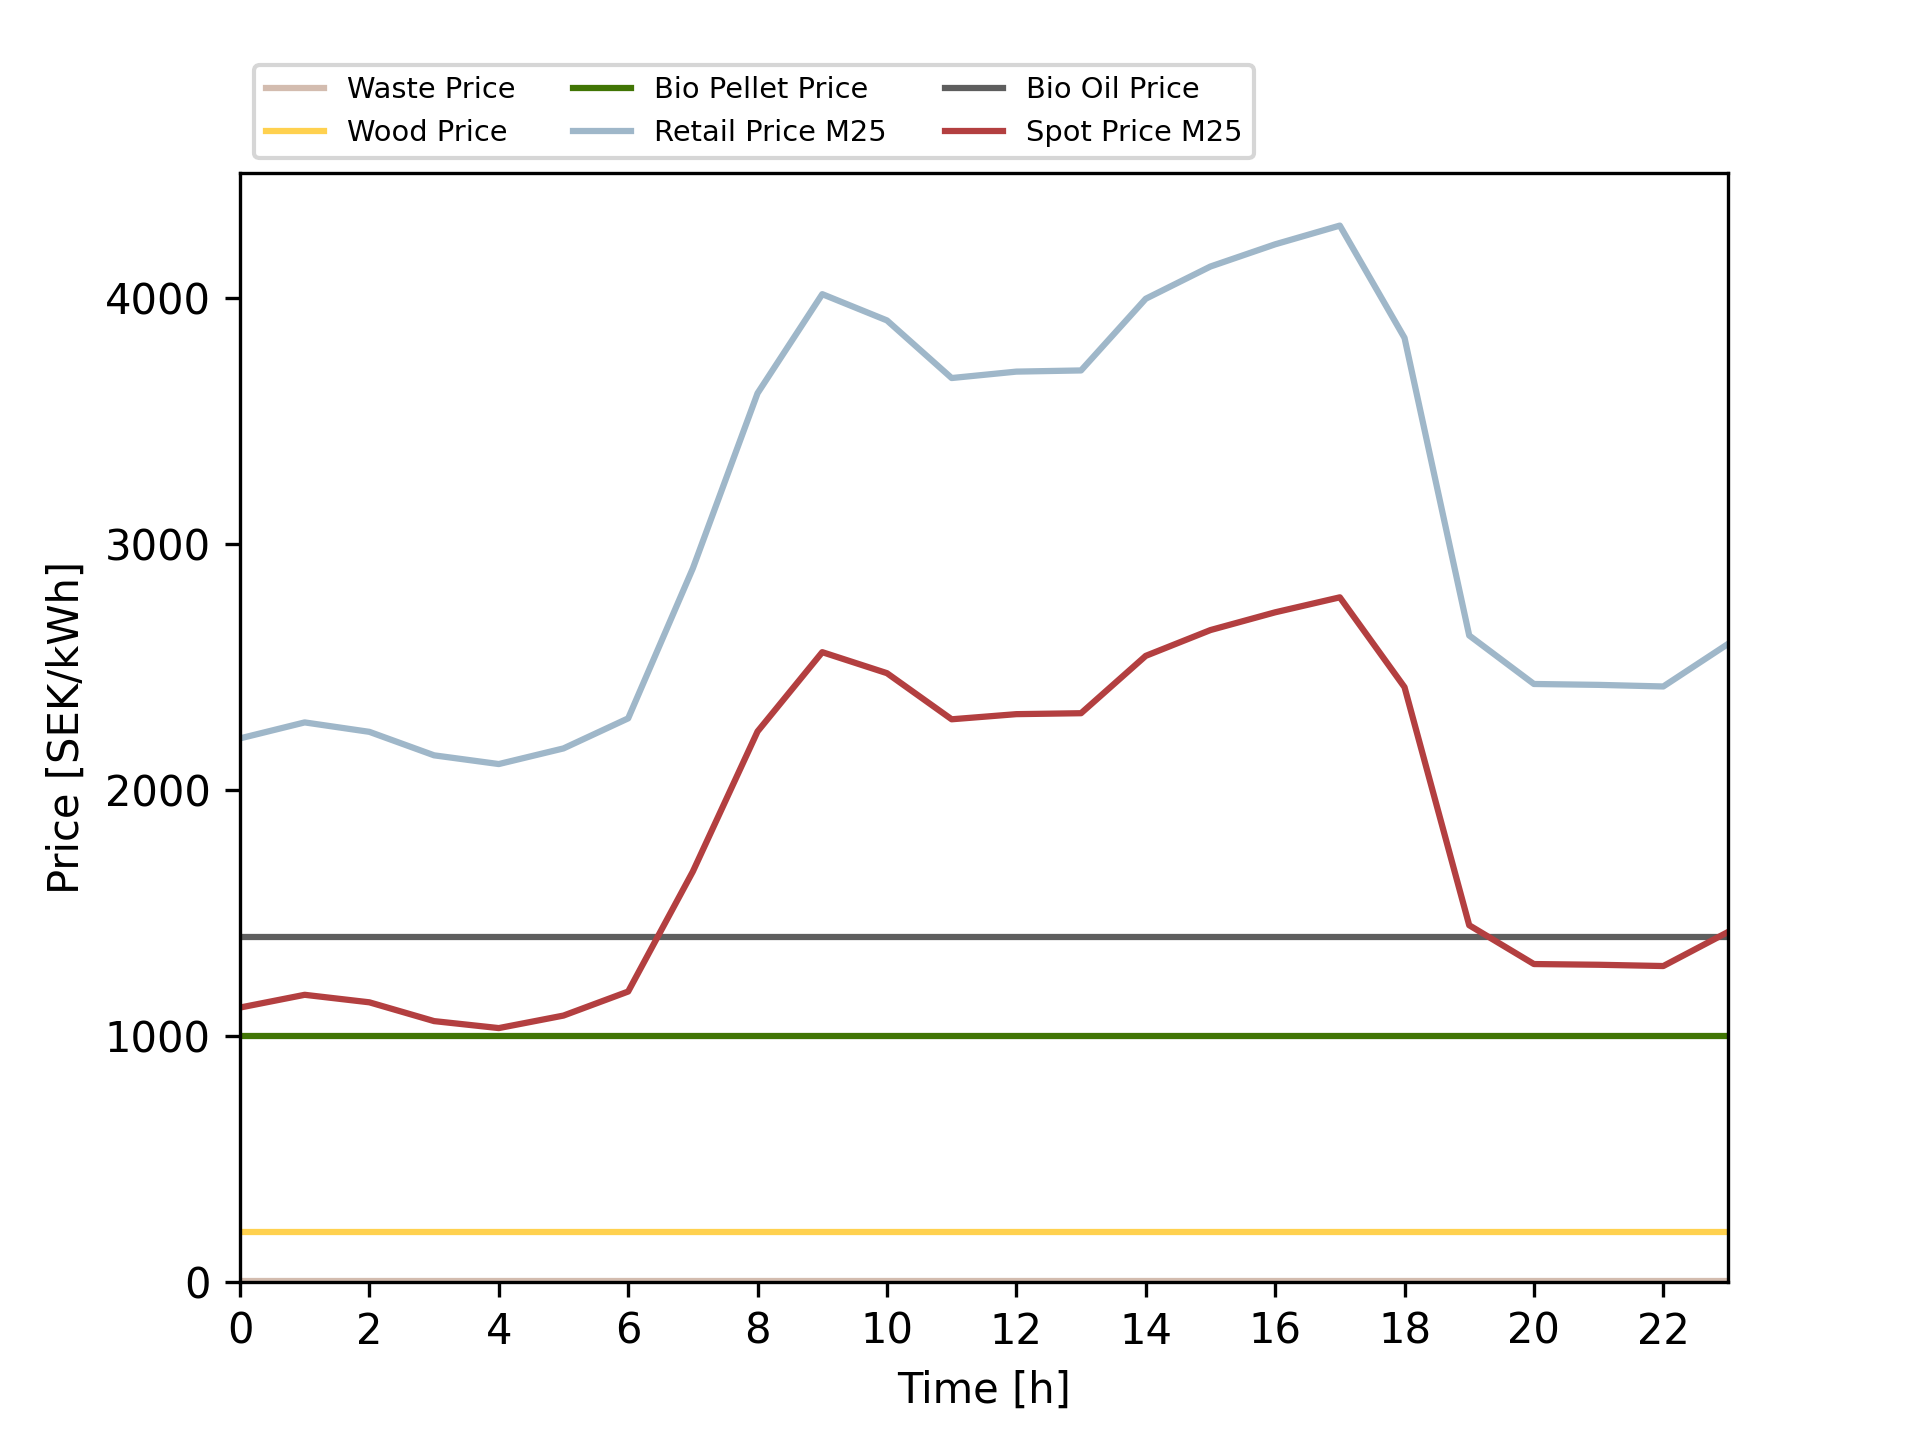 Waste Price Bio Pellet Price Bio Oil Price
Wood Price Retail Price M25 Spot Price M25
4000
3000
2000
1000
0
Price [SEK/kWh]
0 2 4 6 8 10 12 14 16 18 20 22
Time [h]